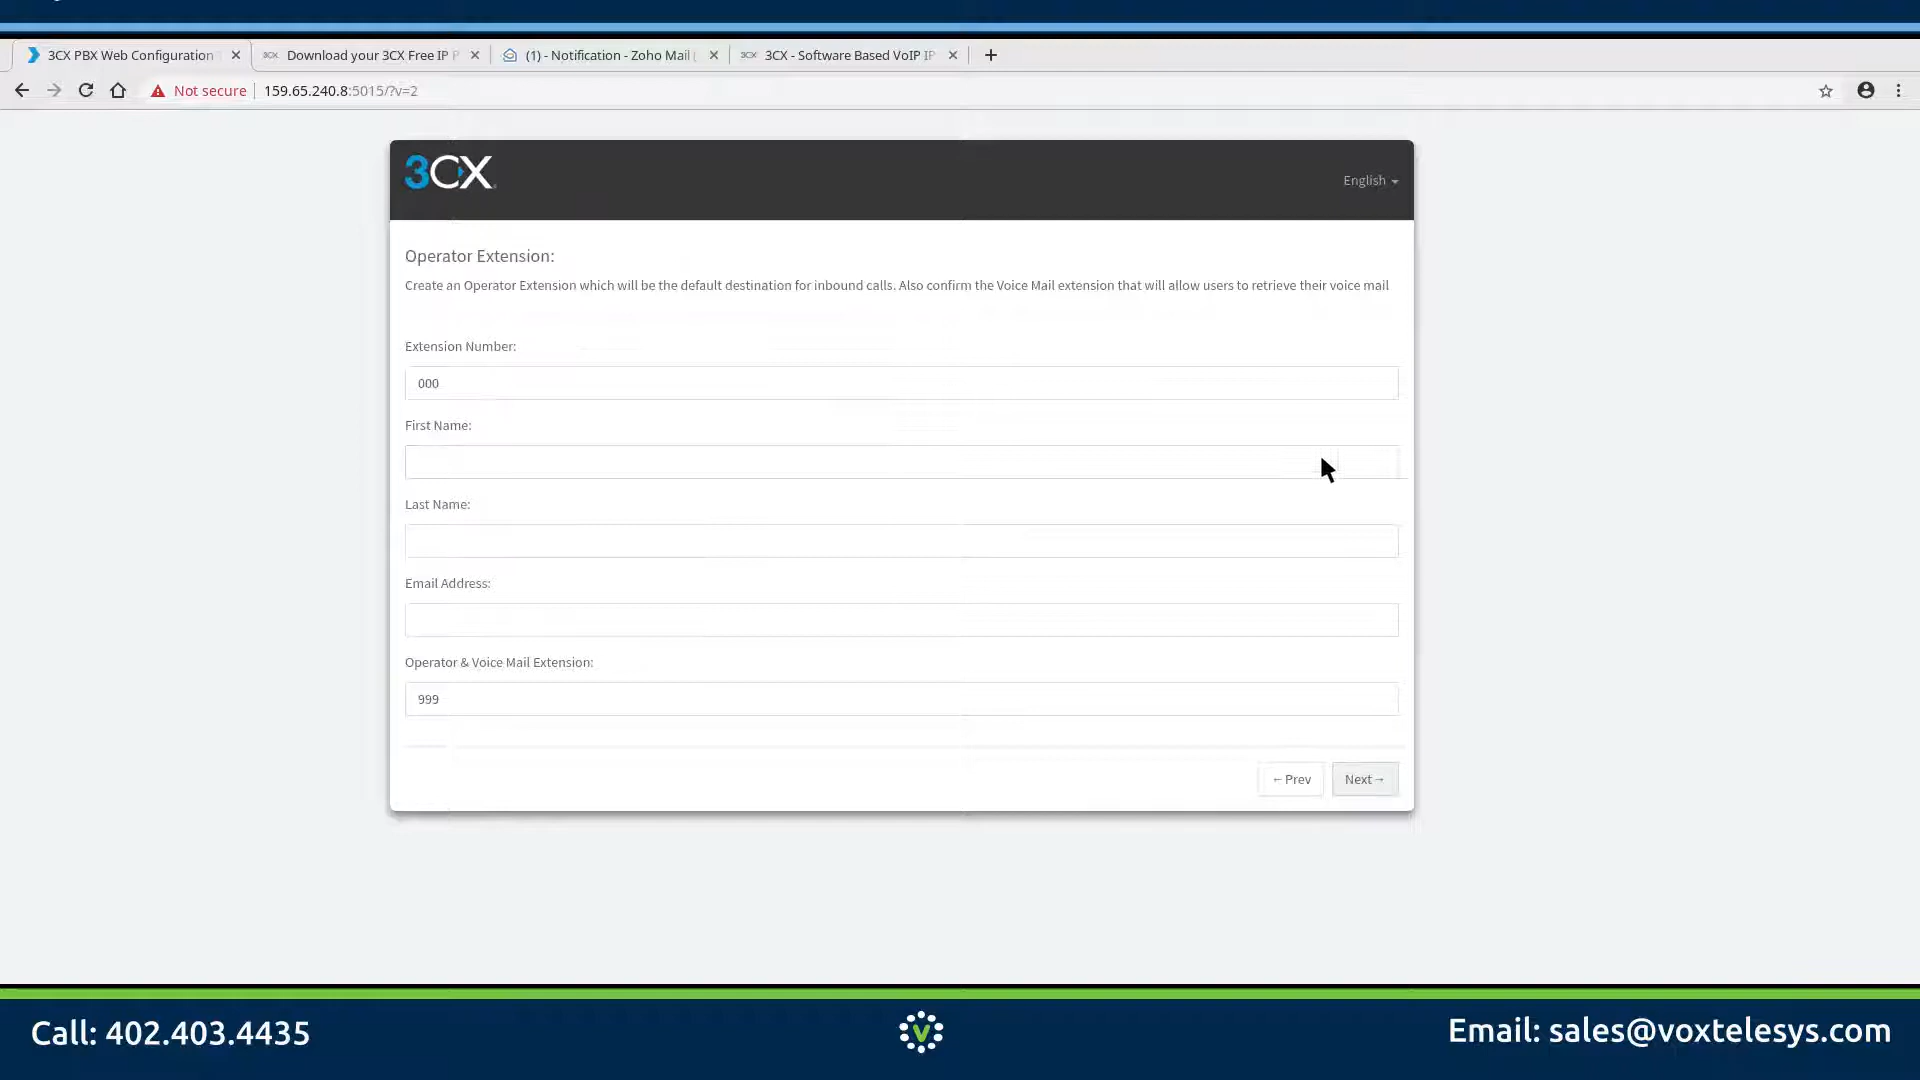 3CX PBX Web Configuration
Download your 3CX Free IP P
(1) - Notification - Zoho Mail (
3CX - Software Based VoIP IP
Not secure
159.65.240.8:5015/?v=2
3CX
English
Operator Extension:
Create an Operator Extension which will be the default destination for inbound calls. Also confirm the Voice Mail extension that will allow users to retrieve their voice mail
Extension Number:
000
First Name:
Last Name:
Email Address:
Operator & Voice Mail Extension:
999
←Prev
Next→
Call: 402.403.4435
V
Email: sales@voxtelesys.com